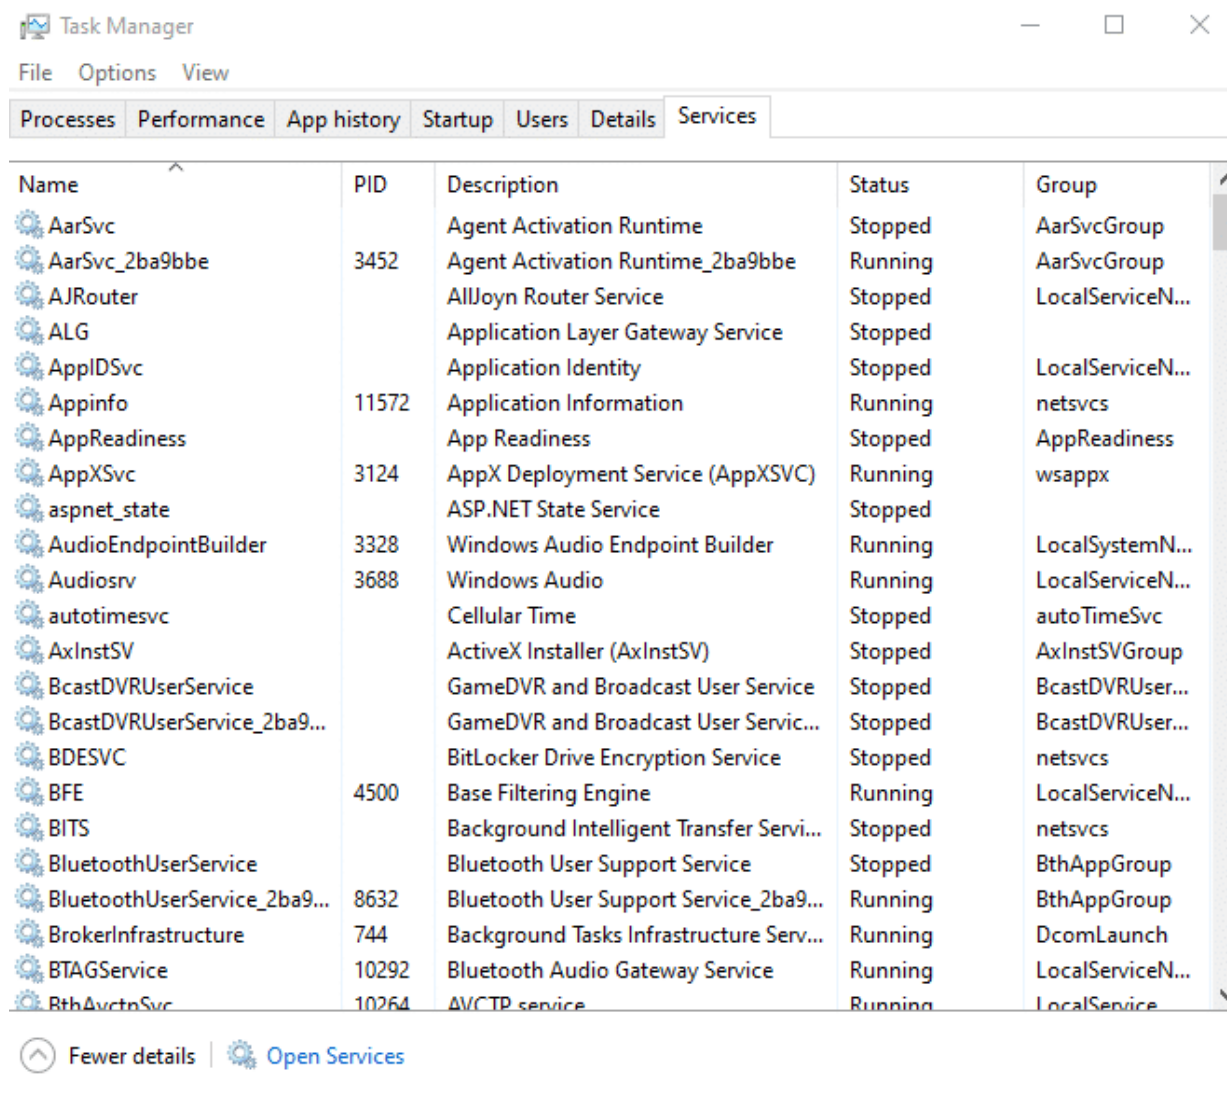 Task Manager
File Options View
Processes Performance App history Startup Users Details Services
Name PID Description Status Group
AarSvc Agent Activation Runtime Stopped AarSvcGroup
AarSvc_2ba9bbe 3452 Agent Activation Runtime_2ba9bbe Running AarSvcGroup
AJRouter AllJoyn Router Service Stopped LocalServiceN...
ALG Application Layer Gateway Service Stopped
AppIDSvc Application Identity Stopped LocalServiceN...
Appinfo 11572 Application Information Running netsvcs
AppReadiness App Readiness Stopped AppReadiness
AppXSvc 3124 AppX Deployment Service (AppXSVC) Running wsappx
aspnet_state ASP.NET State Service Stopped
AudioEndpointBuilder 3328 Windows Audio Endpoint Builder Running LocalSystemN...
Audiosrv 3688 Windows Audio Running LocalServiceN...
autotimesvc Cellular Time Stopped autoTimeSvc
AxInstSV ActiveX Installer (AxInstSV) Stopped AxInstSVGroup
BcastDVRUserService GameDVR and Broadcast User Service Stopped BcastDVRUser...
BcastDVRUserService_2ba9... GameDVR and Broadcast User Servic... Stopped BcastDVRUser...
BDESVC BitLocker Drive Encryption Service Stopped netsvcs
BFE 4500 Base Filtering Engine Running LocalServiceN...
BITS Background Intelligent Transfer Servi... Stopped netsvcs
BluetoothUserService Bluetooth User Support Service Stopped BthAppGroup
BluetoothUserService_2ba9... 8632 Bluetooth User Support Service_2ba9... Running BthAppGroup
BrokerInfrastructure 744 Background Tasks Infrastructure Serv... Running DcomLaunch
BTAGService 10292 Bluetooth Audio Gateway Service Running LocalServiceN...
BthAvctpSvc 10264 AVCTP service Running LocalService
Fewer details Open Services